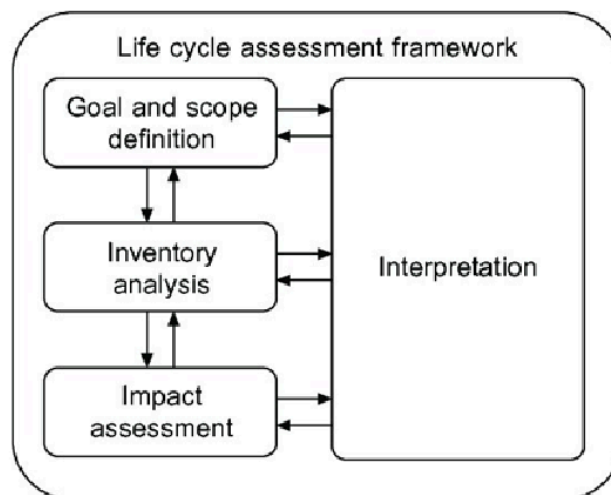 Life cycle assessment framework
Goal and scope
definition
Inventory
analysis
Impact
assessment
Interpretation